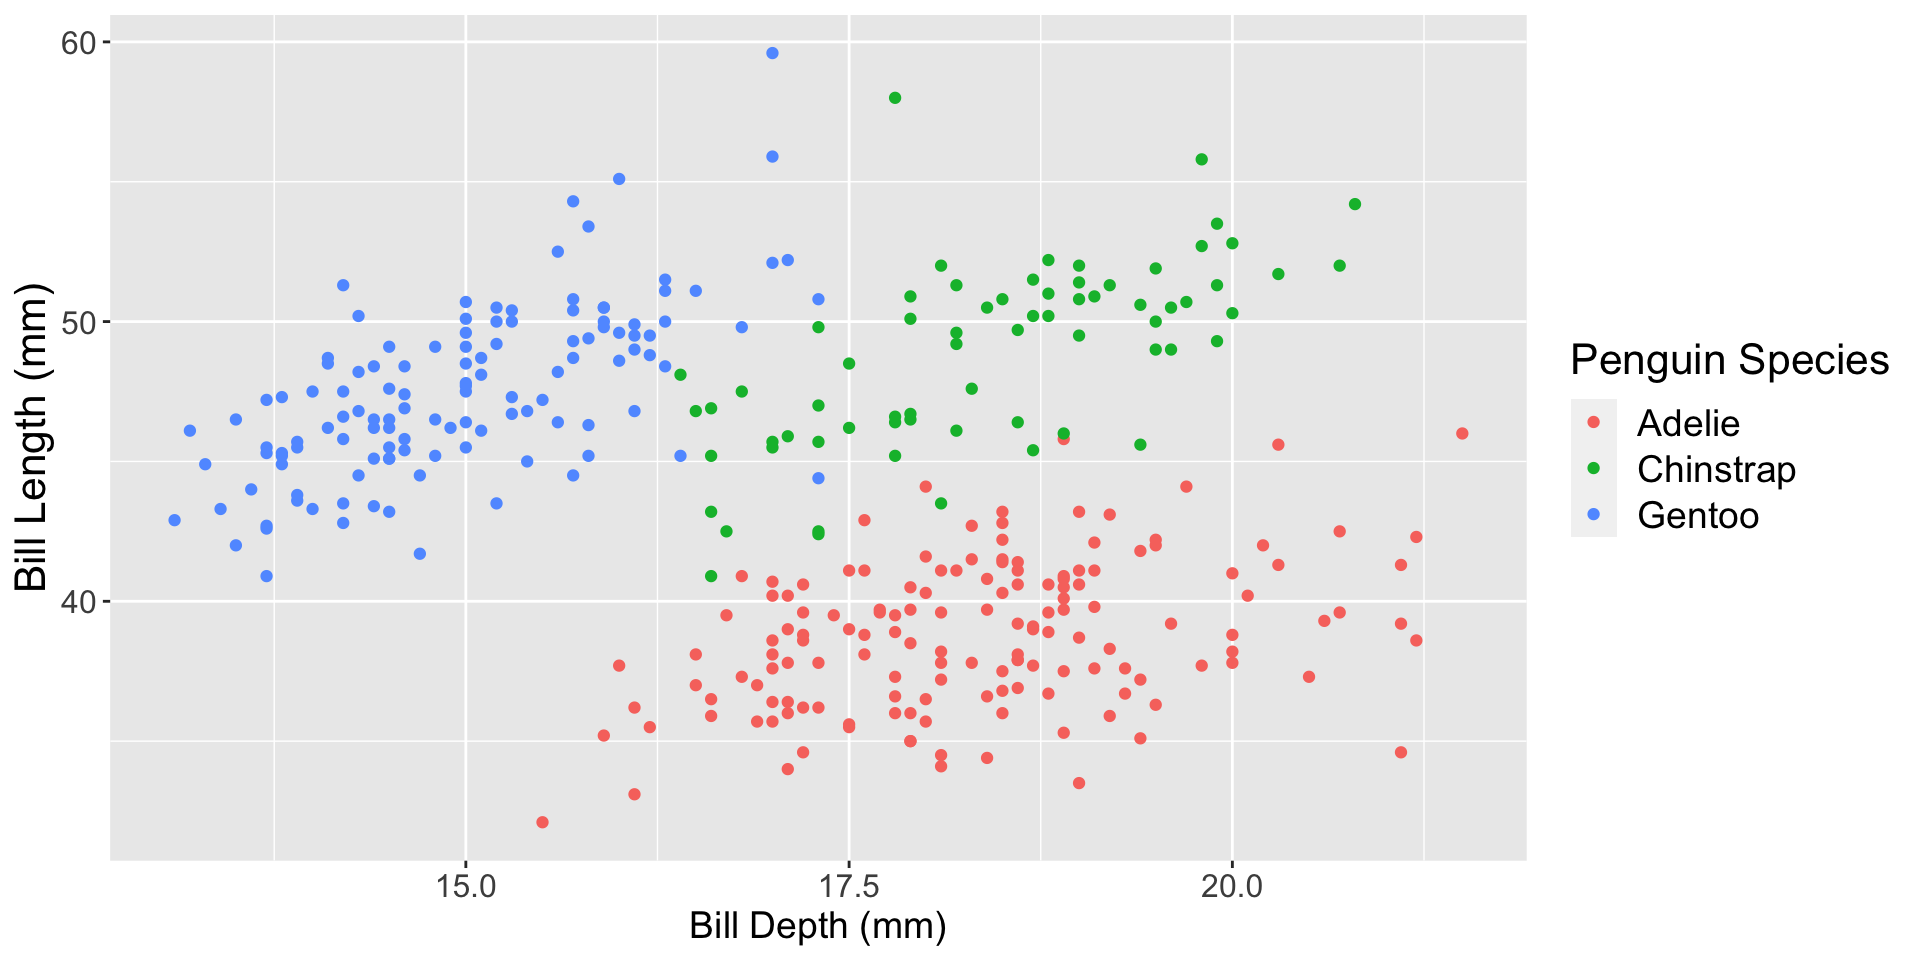 60
50
40
Bill Length (mm)
15.0 17.5 20.0
Bill Depth (mm)
Penguin Species
Adelie
Chinstrap
Gentoo